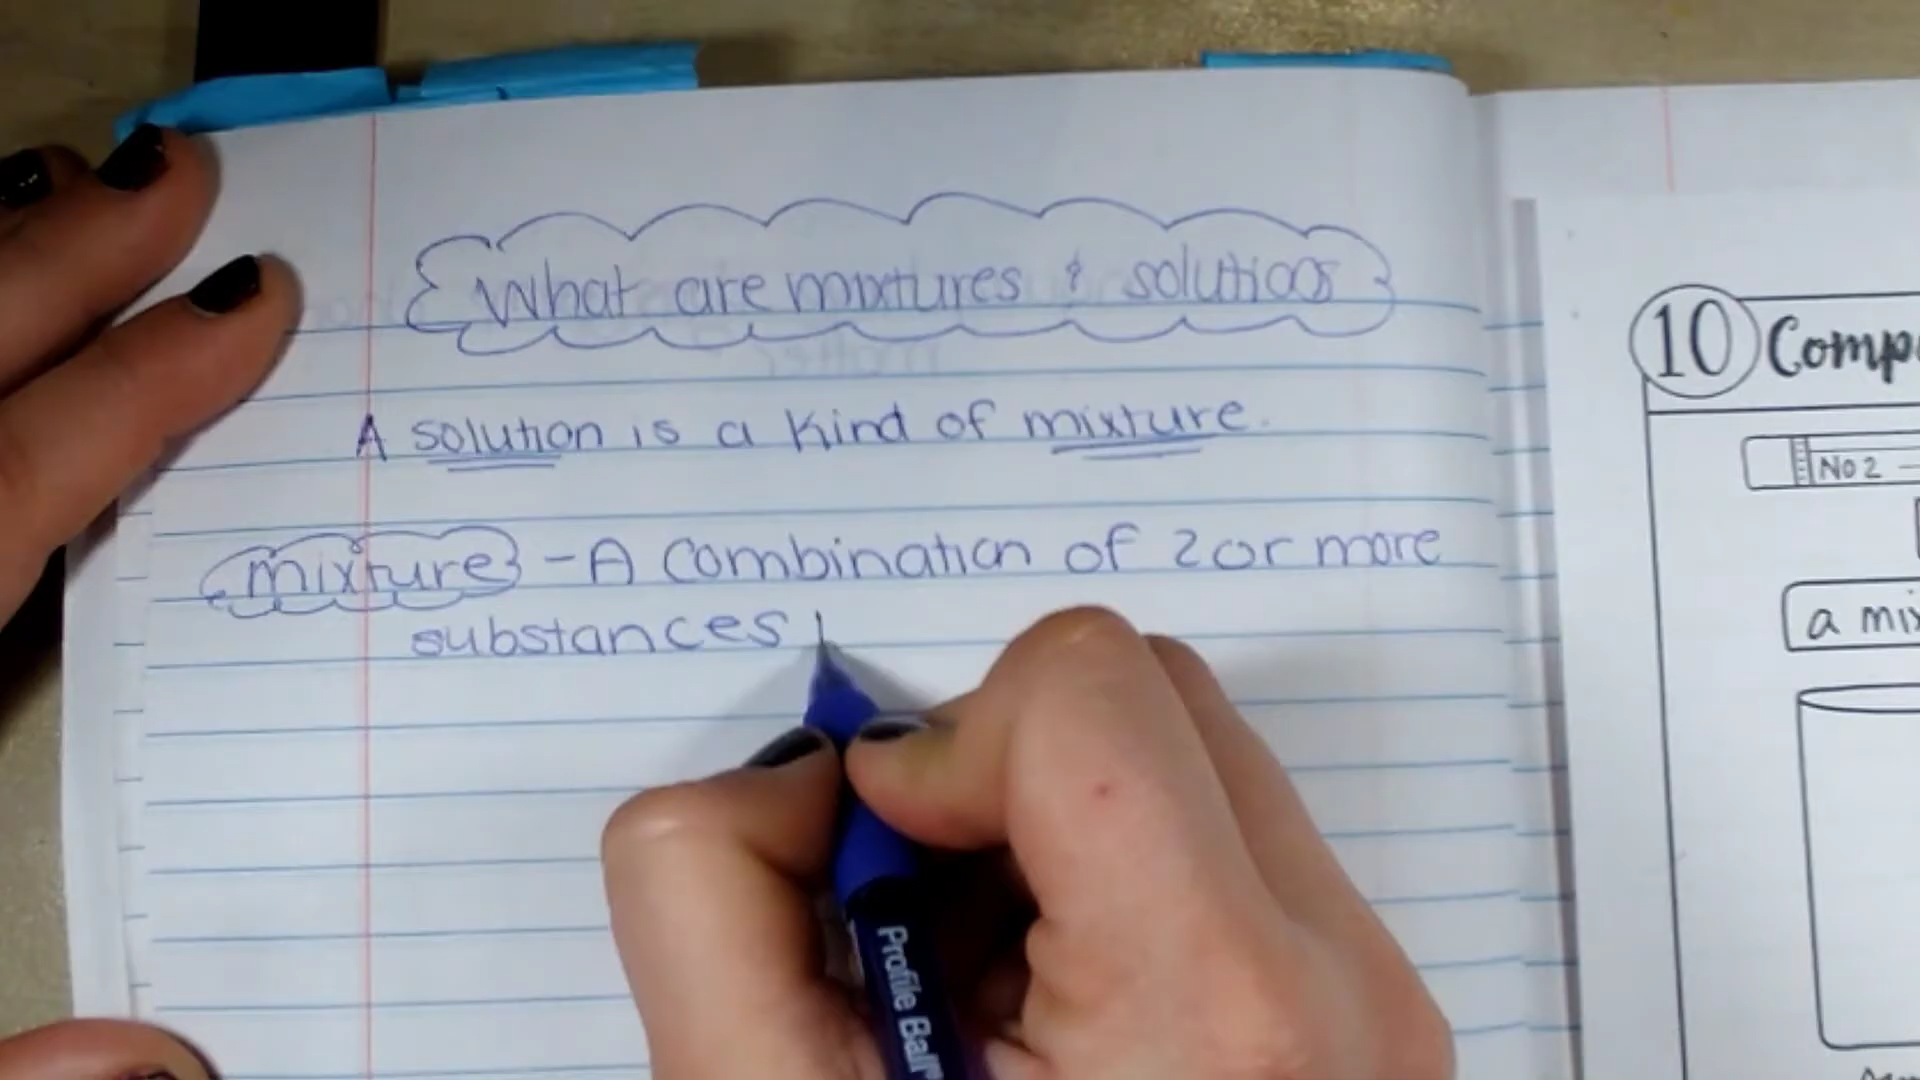 What are mixtures & solutions
A solution is a kind of mixture.
mixture - A combination of 2 or more
substances
Profile Ball
10 Comp
No 2
a mix